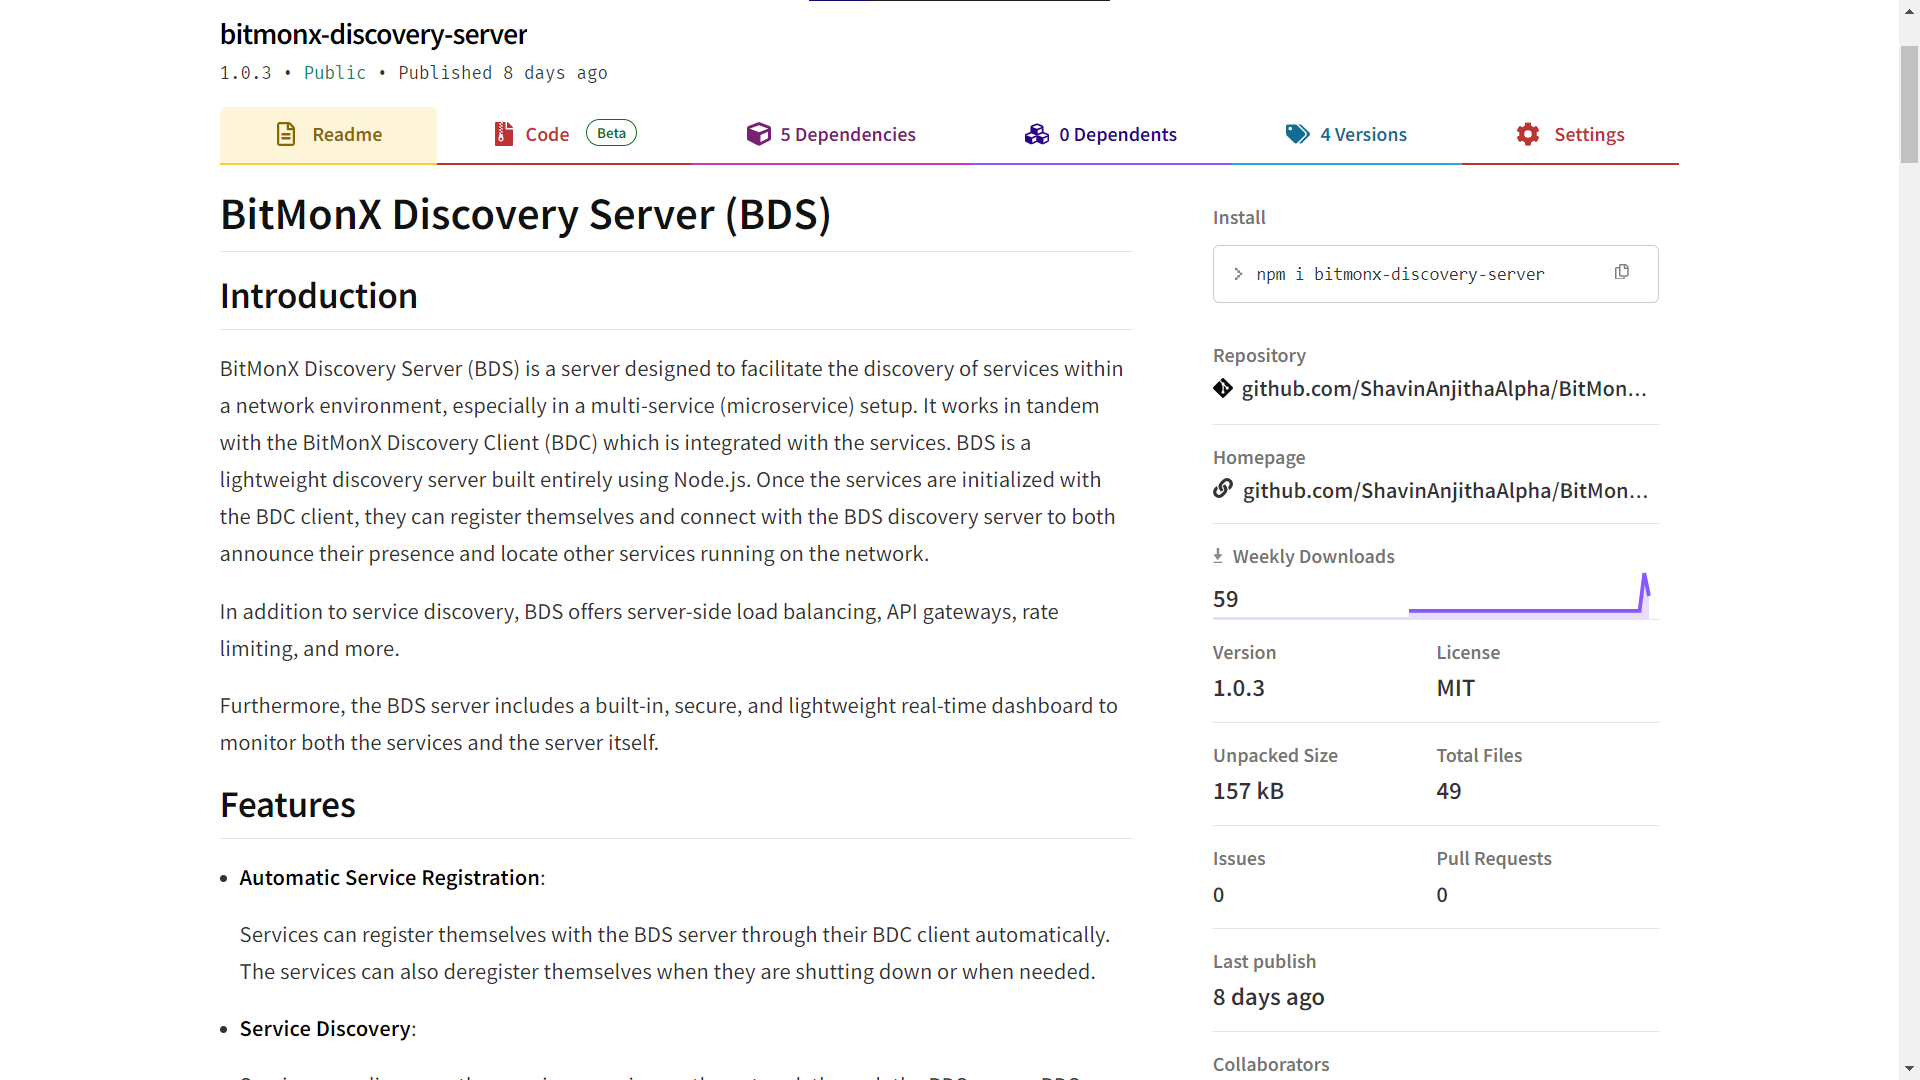 bitmonx-discovery-server
1.0.3 • Public • Published 8 days ago
Readme
Code Beta
5 Dependencies
0 Dependents
4 Versions
Settings
BitMonX Discovery Server (BDS)
Introduction
BitMonX Discovery Server (BDS) is a server designed to facilitate the discovery of services within
a network environment, especially in a multi-service (microservice) setup. It works in tandem
with the BitMonX Discovery Client (BDC) which is integrated with the services. BDS is a
lightweight discovery server built entirely using Node.js. Once the services are initialized with
the BDC client, they can register themselves and connect with the BDS discovery server to both
announce their presence and locate other services running on the network.
In addition to service discovery, BDS offers server-side load balancing, API gateways, rate
limiting, and more.
Furthermore, the BDS server includes a built-in, secure, and lightweight real-time dashboard to
monitor both the services and the server itself.
Features
• Automatic Service Registration:
Services can register themselves with the BDS server through their BDC client automatically.
The services can also deregister themselves when they are shutting down or when needed.
• Service Discovery:
Install
> npm i bitmonx-discovery-server
Repository
github.com/ShavinAnjithaAlpha/BitMon...
Homepage
github.com/ShavinAnjithaAlpha/BitMon...
Weekly Downloads
59
Version
1.0.3
License
MIT
Unpacked Size
157 kB
Total Files
49
Issues
0
Pull Requests
0
Last publish
8 days ago
Collaborators